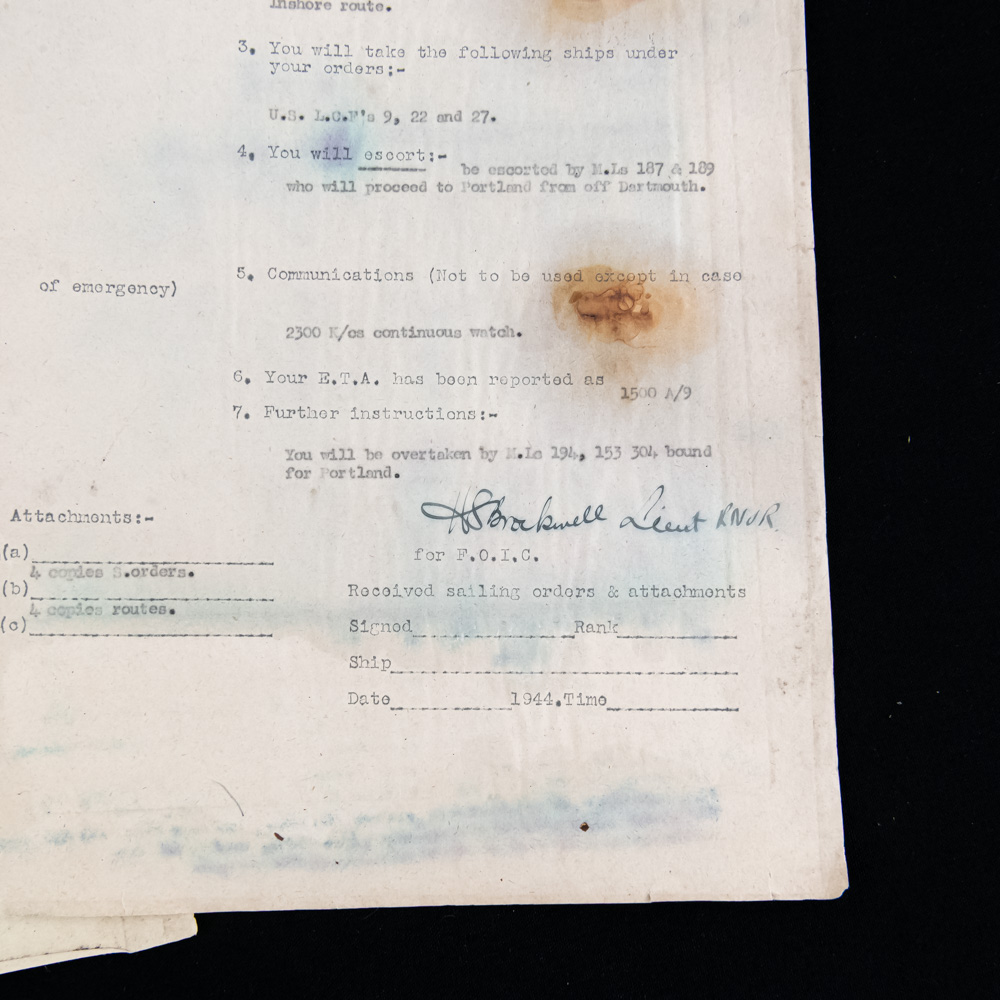 Inshore route.
3. You will take the following ships under
your orders:-
U.S. L.C.F's 9, 22 and 27.
4. You will escort:-
be escorted by M.Ls 187 & 189
who will proceed to Portland from off Dartmouth.
5. Communications (Not to be used except in case
of emergency)
2300 K/cs continuous watch.
6. Your E.T.A. has been reported as
1500 A/9
7. Further instructions:-
You will be overtaken by M.Ls 194, 153 304 bound
for Portland.
HSBrakwell Lieut RNVR
for F.O.I.C.
Attachments:-
(a)
4 copies S.orders.
(b)
4 copies routes.
(c)
Received sailing orders & attachments
Signed Rank
Ship
Date 1944.Time